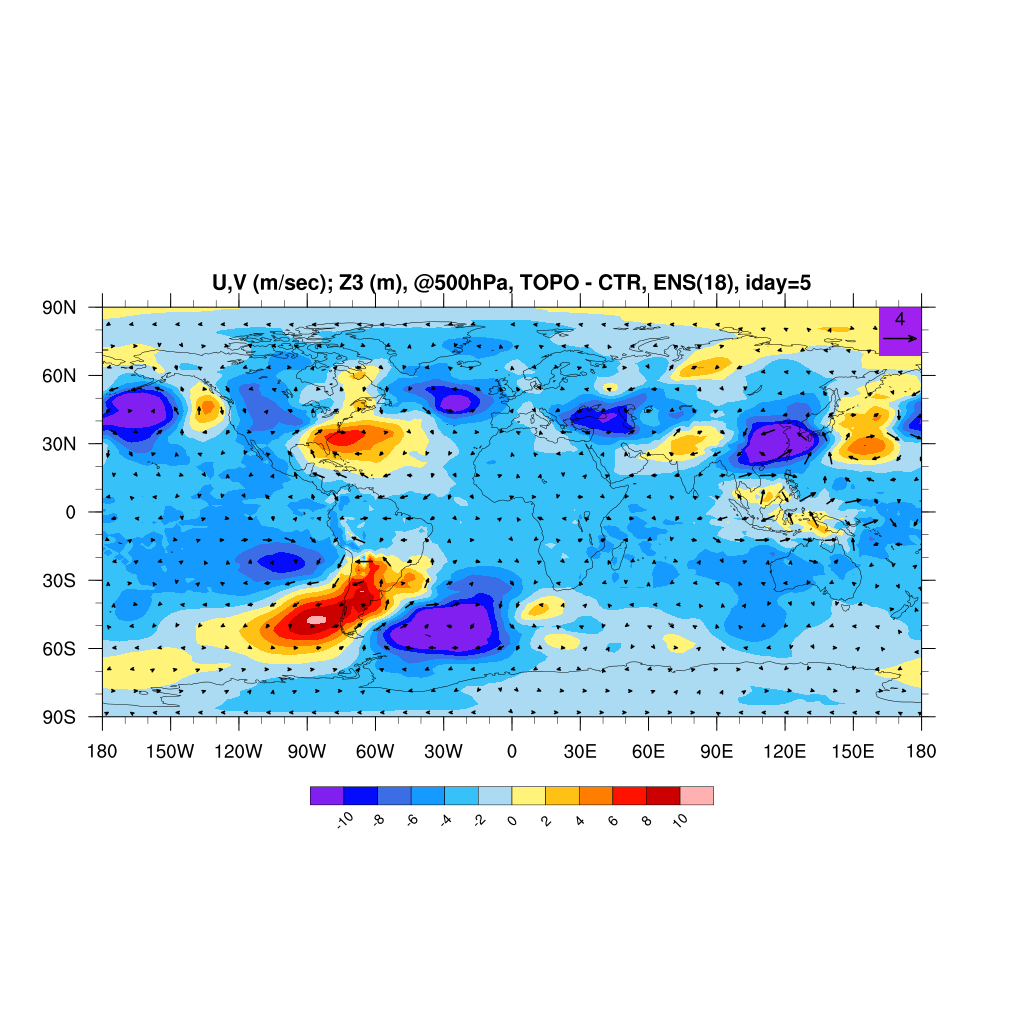 U,V (m/sec); Z3 (m), @500hPa, TOPO - CTR, ENS(18), iday=5
90N
4
60N
30N
0
30S
60S
90S
180 150W 120W 90W 60W 30W 0 30E 60E 90E 120E 150E 180
-10 -8 -6 -4 -2 0 2 4 6 8 10